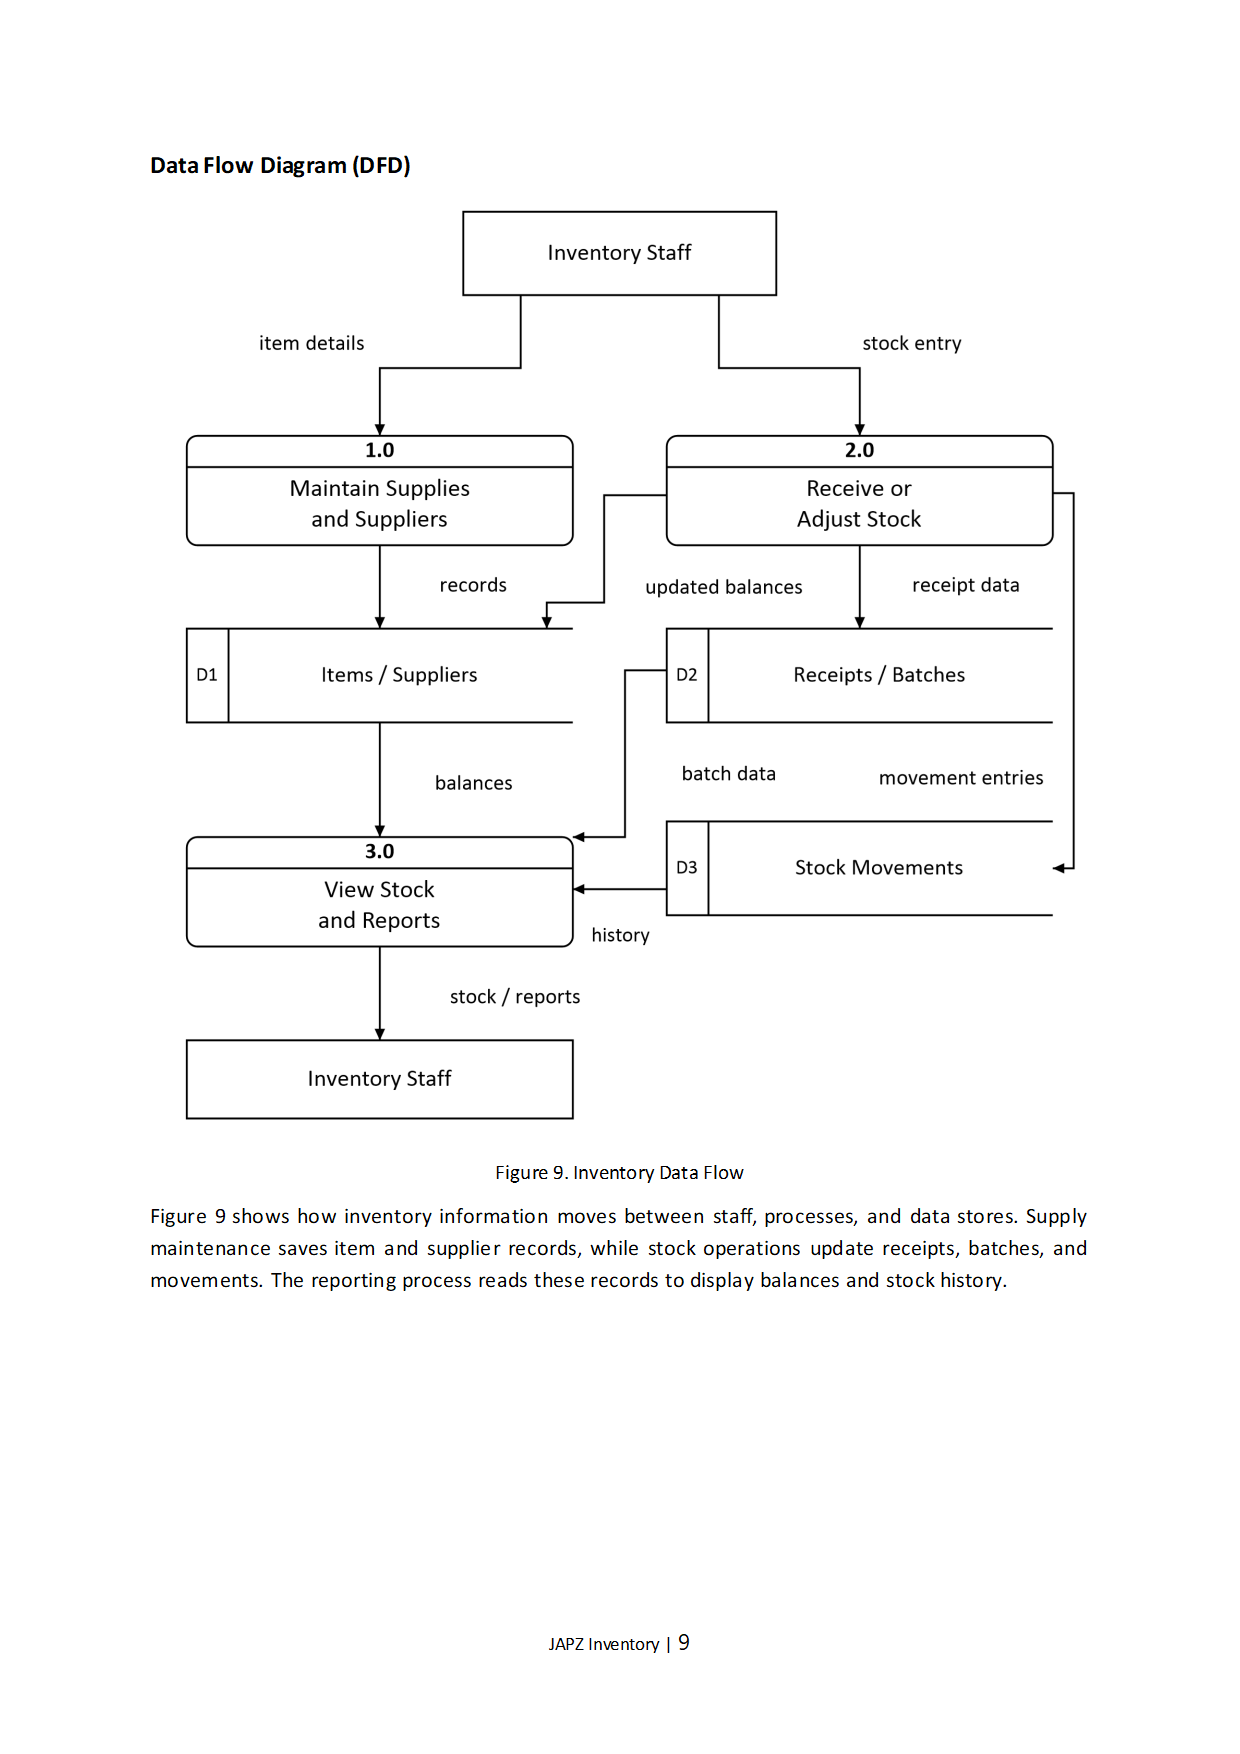 Data Flow Diagram (DFD)
Inventory Staff
item details
stock entry
1.0
Maintain Supplies
and Suppliers
2.0
Receive or
Adjust Stock
records
updated balances
receipt data
D1
Items / Suppliers
D2
Receipts / Batches
balances
batch data
movement entries
3.0
View Stock
and Reports
D3
Stock Movements
history
stock / reports
Inventory Staff
Figure 9. Inventory Data Flow
Figure 9 shows how inventory information moves between staff, processes, and data stores. Supply
maintenance saves item and supplier records, while stock operations update receipts, batches, and
movements. The reporting process reads these records to display balances and stock history.
JAPZ Inventory | 9